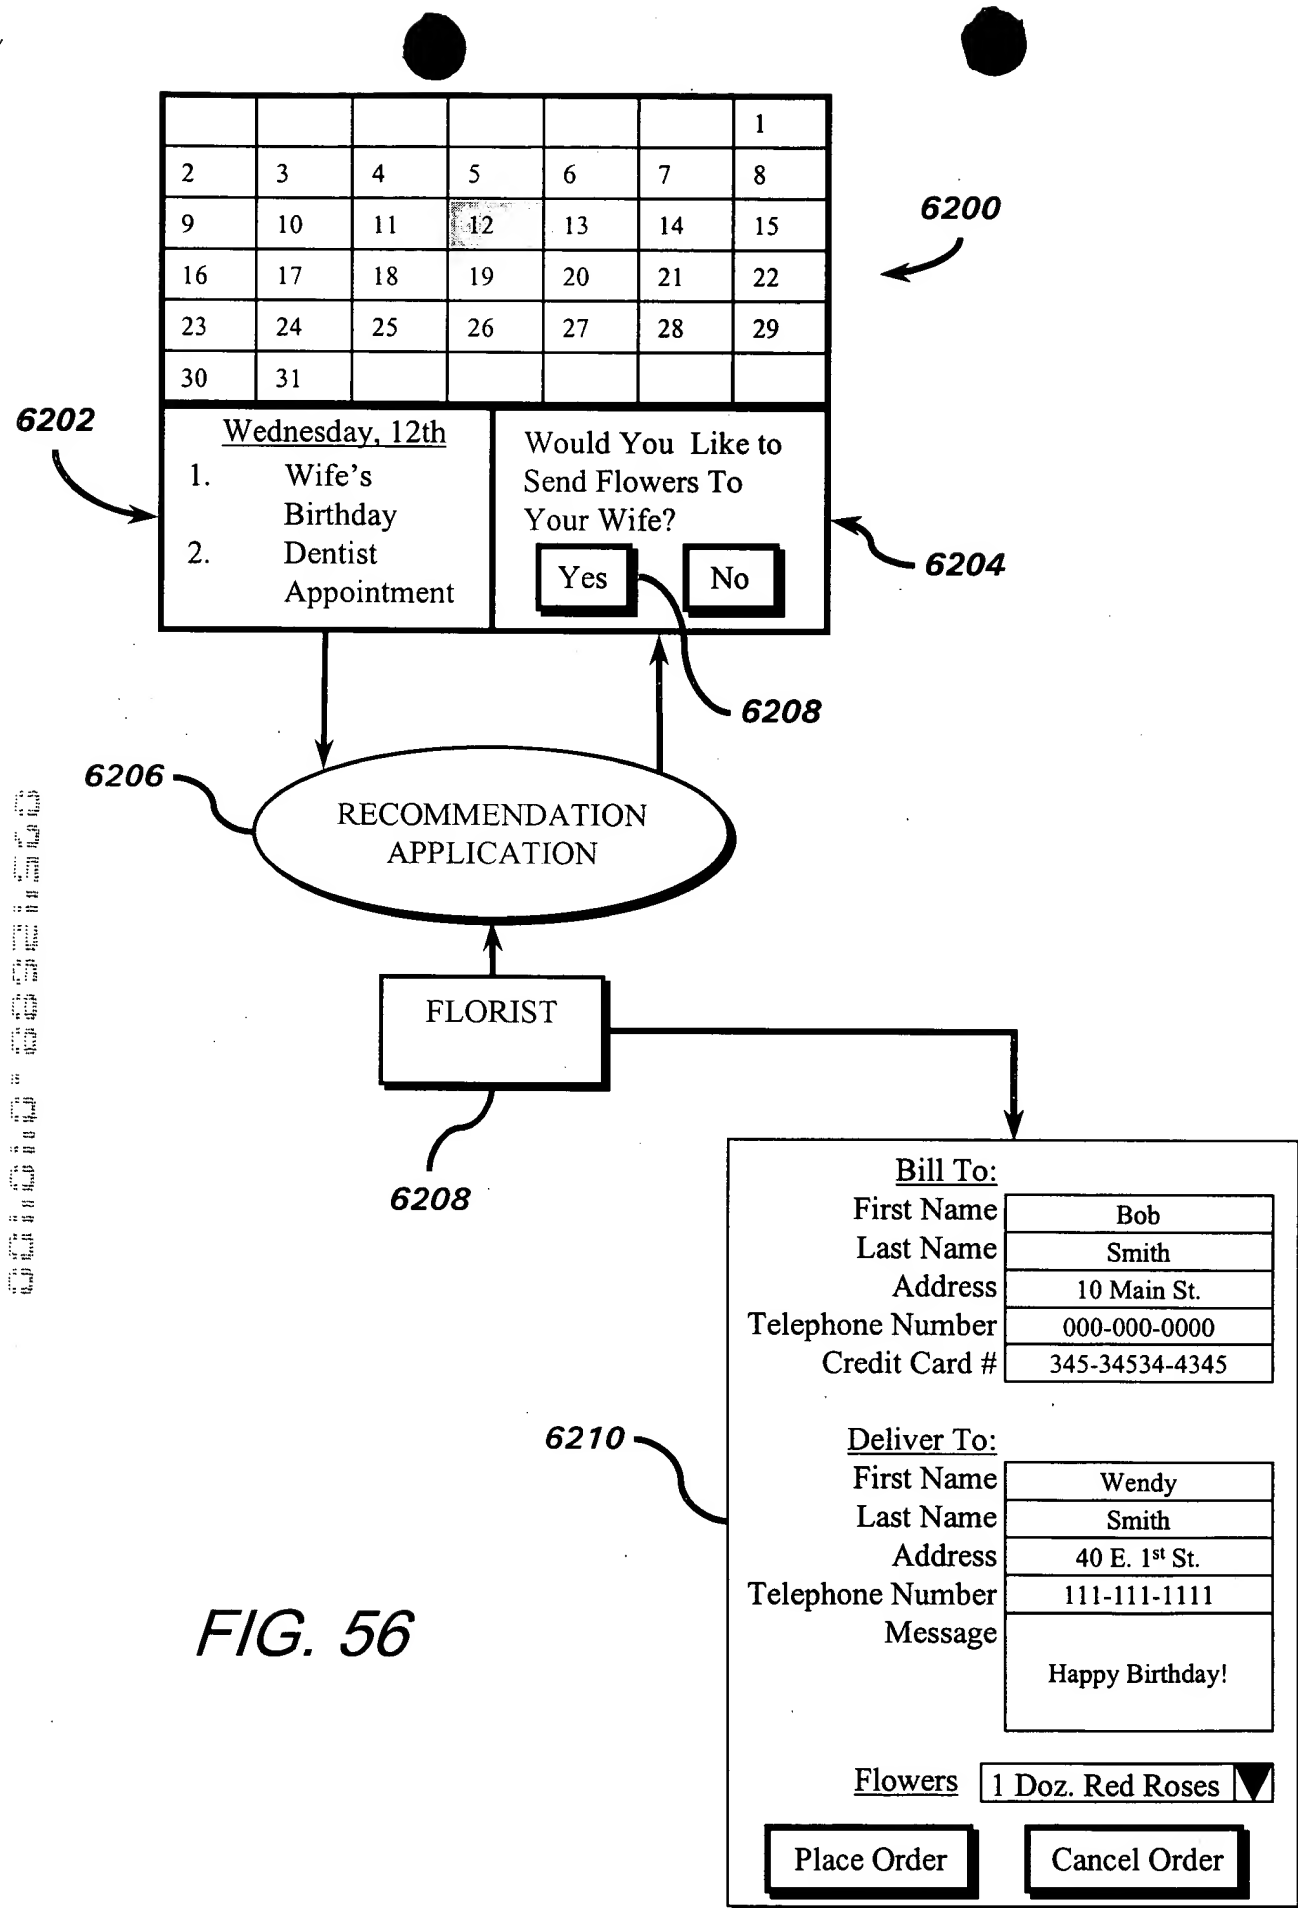 1
2 3 4 5 6 7 8
9 10 11 12 13 14 15
6200
16 17 18 19 20 21 22
23 24 25 26 27 28 29
30 31
6202
Wednesday, 12th
1. Wife's
Birthday
2. Dentist
Appointment
Would You Like to
Send Flowers To
Your Wife?
Yes No
6204
6208
6206
RECOMMENDATION
APPLICATION
FLORIST
6208
Bill To:
First Name Bob
Last Name Smith
Address 10 Main St.
Telephone Number 000-000-0000
Credit Card # 345-34534-4345
6210
Deliver To:
First Name Wendy
Last Name Smith
Address 40 E. 1st St.
Telephone Number 111-111-1111
Message Happy Birthday!
Flowers 1 Doz. Red Roses
Place Order Cancel Order
FIG. 56